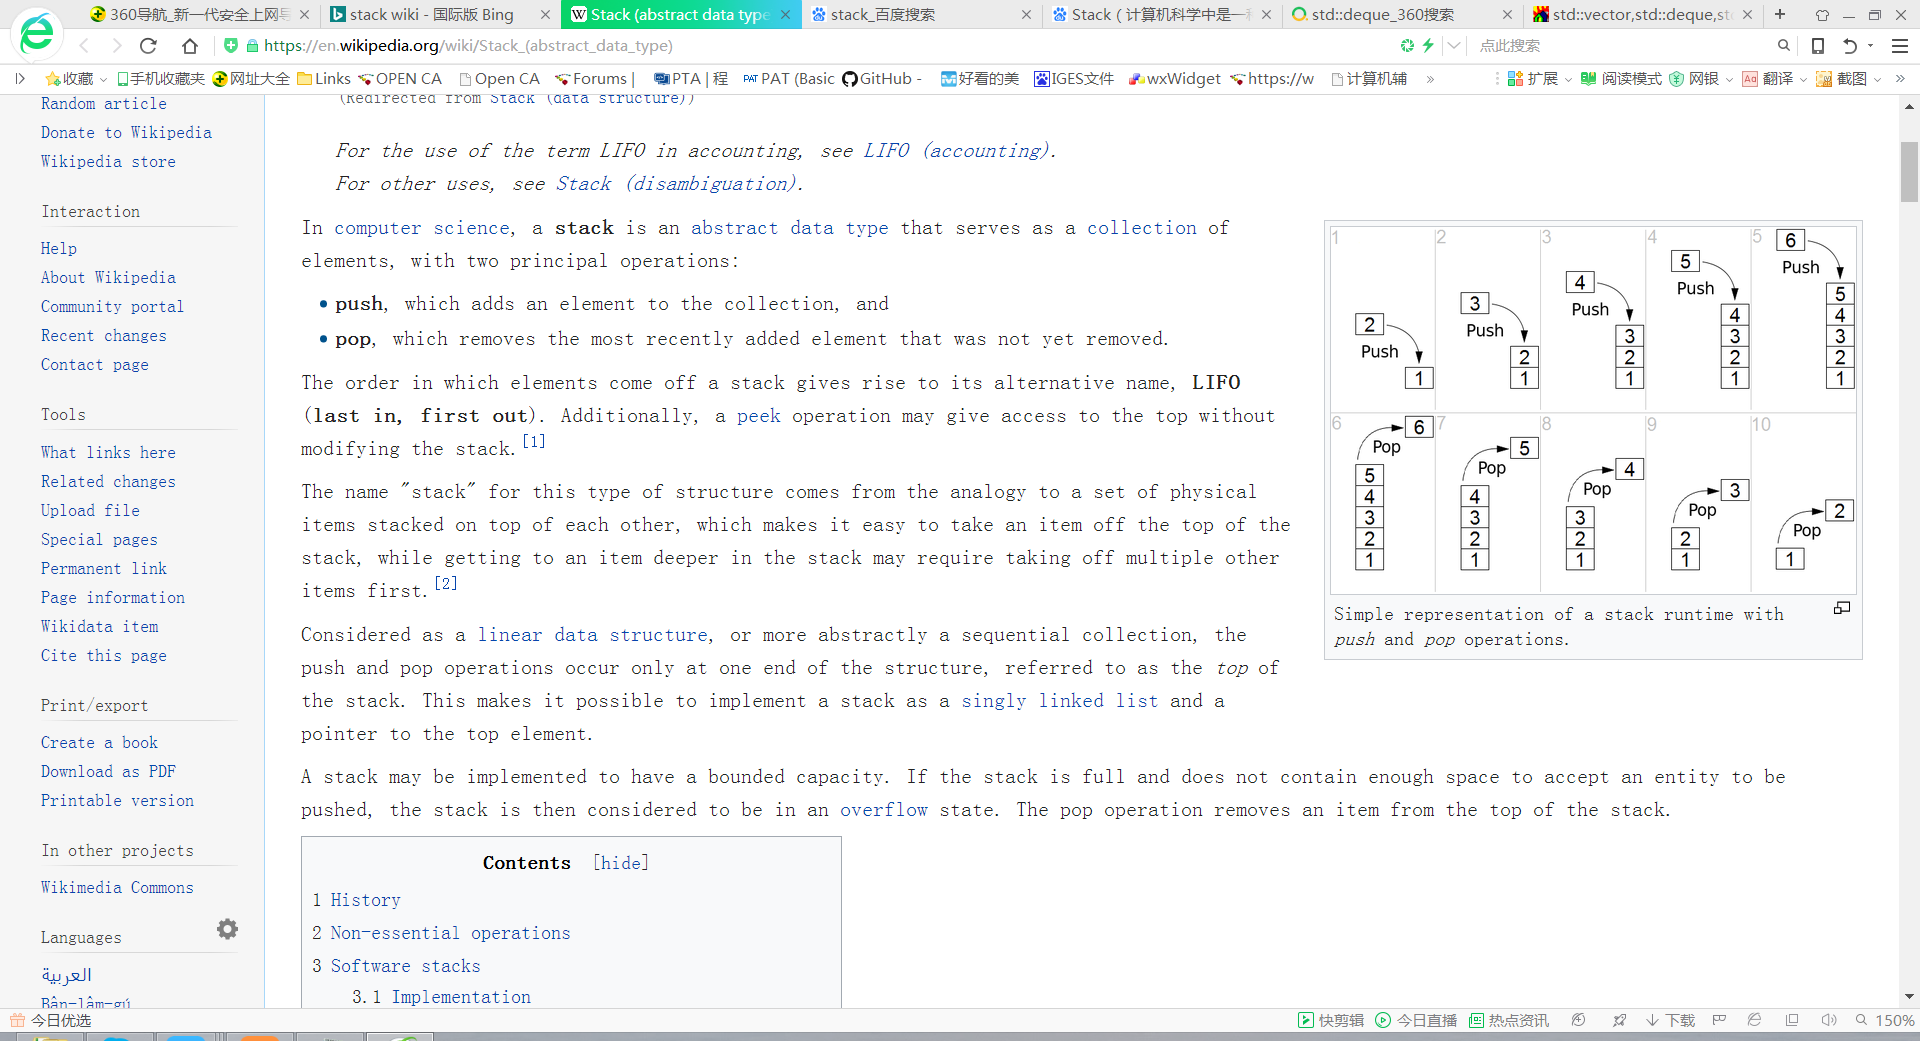 360导航_新一代安全上网导
stack wiki - 国际版 Bing
Stack (abstract data type
stack_百度搜索
Stack ( 计算机科学中是一种
std::deque_360搜索
std::vector,std::deque,std
https://en.wikipedia.org/wiki/Stack_(abstract_data_type)
点此搜索
收藏
手机收藏夹
网址大全
Links
OPEN CA
Open CA
Forums |
PTA | 程
PAT (Basic
GitHub -
好看的美
IGES文件
wxWidget
https://w
计算机辅
»
扩展
阅读模式
网银
翻译
截图
»
Random article
Donate to Wikipedia
Wikipedia store
Interaction
Help
About Wikipedia
Community portal
Recent changes
Contact page
Tools
What links here
Related changes
Upload file
Special pages
Permanent link
Page information
Wikidata item
Cite this page
Print/export
Create a book
Download as PDF
Printable version
In other projects
Wikimedia Commons
Languages
العربية
Bân-lâm-gú
(Redirected from Stack (data structure))
For the use of the term LIFO in accounting, see LIFO (accounting).
For other uses, see Stack (disambiguation).
In computer science, a stack is an abstract data type that serves as a collection of
elements, with two principal operations:
• push, which adds an element to the collection, and
• pop, which removes the most recently added element that was not yet removed.
The order in which elements come off a stack gives rise to its alternative name, LIFO
(last in, first out). Additionally, a peek operation may give access to the top without
modifying the stack.[1]
The name "stack" for this type of structure comes from the analogy to a set of physical
items stacked on top of each other, which makes it easy to take an item off the top of the
stack, while getting to an item deeper in the stack may require taking off multiple other
items first.[2]
Considered as a linear data structure, or more abstractly a sequential collection, the
push and pop operations occur only at one end of the structure, referred to as the top of
the stack. This makes it possible to implement a stack as a singly linked list and a
pointer to the top element.
A stack may be implemented to have a bounded capacity. If the stack is full and does not contain enough space to accept an entity to be
pushed, the stack is then considered to be in an overflow state. The pop operation removes an item from the top of the stack.
Contents [hide]
1 History
2 Non-essential operations
3 Software stacks
3.1 Implementation
1
2
Push
1
2
3
Push
2
1
3
4
Push
3
2
1
4
5
Push
4
3
2
1
5
6
Push
5
4
3
2
1
6
6
Pop
5
4
3
2
1
7
5
Pop
4
3
2
1
8
4
Pop
3
2
1
9
3
Pop
2
1
10
2
Pop
1
Simple representation of a stack runtime with
push and pop operations.
今日优选
快剪辑
今日直播
热点资讯
下载
150%